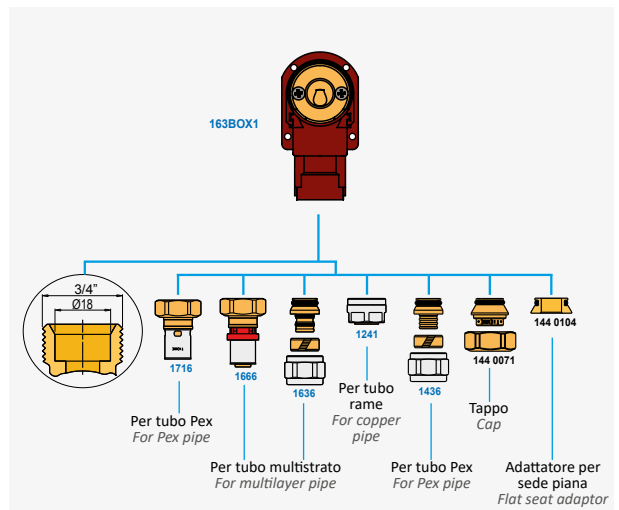 163BOX1
3/4"
Ø18
1716
1666
1636
1241
1436
144 0071
144 0104
Per tubo Pex
For Pex pipe
Per tubo multistrato
For multilayer pipe
Per tubo
rame
For copper
pipe
Per tubo Pex
For Pex pipe
Tappo
Cap
Adattatore per
sede piana
Flat seat adaptor